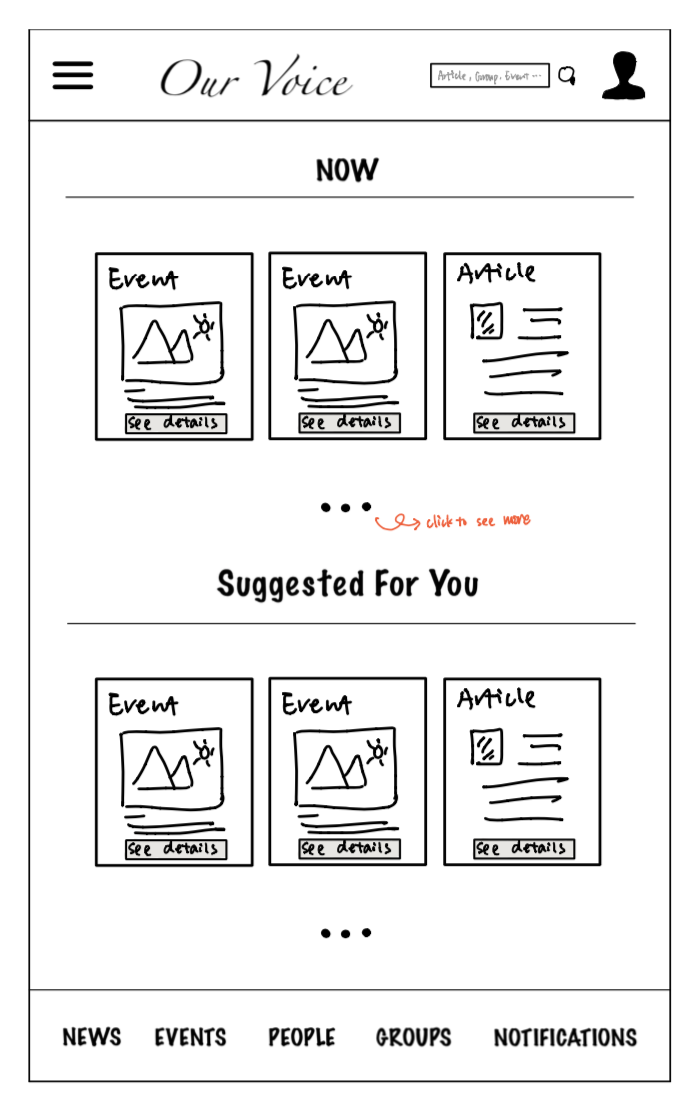 Our Voice
Article, Group, Event ...
NOW
Event
Event
Article
See details
See details
See details
...
click to see more
Suggested For You
Event
Event
Article
See details
See details
See details
...
NEWS EVENTS PEOPLE GROUPS NOTIFICATIONS